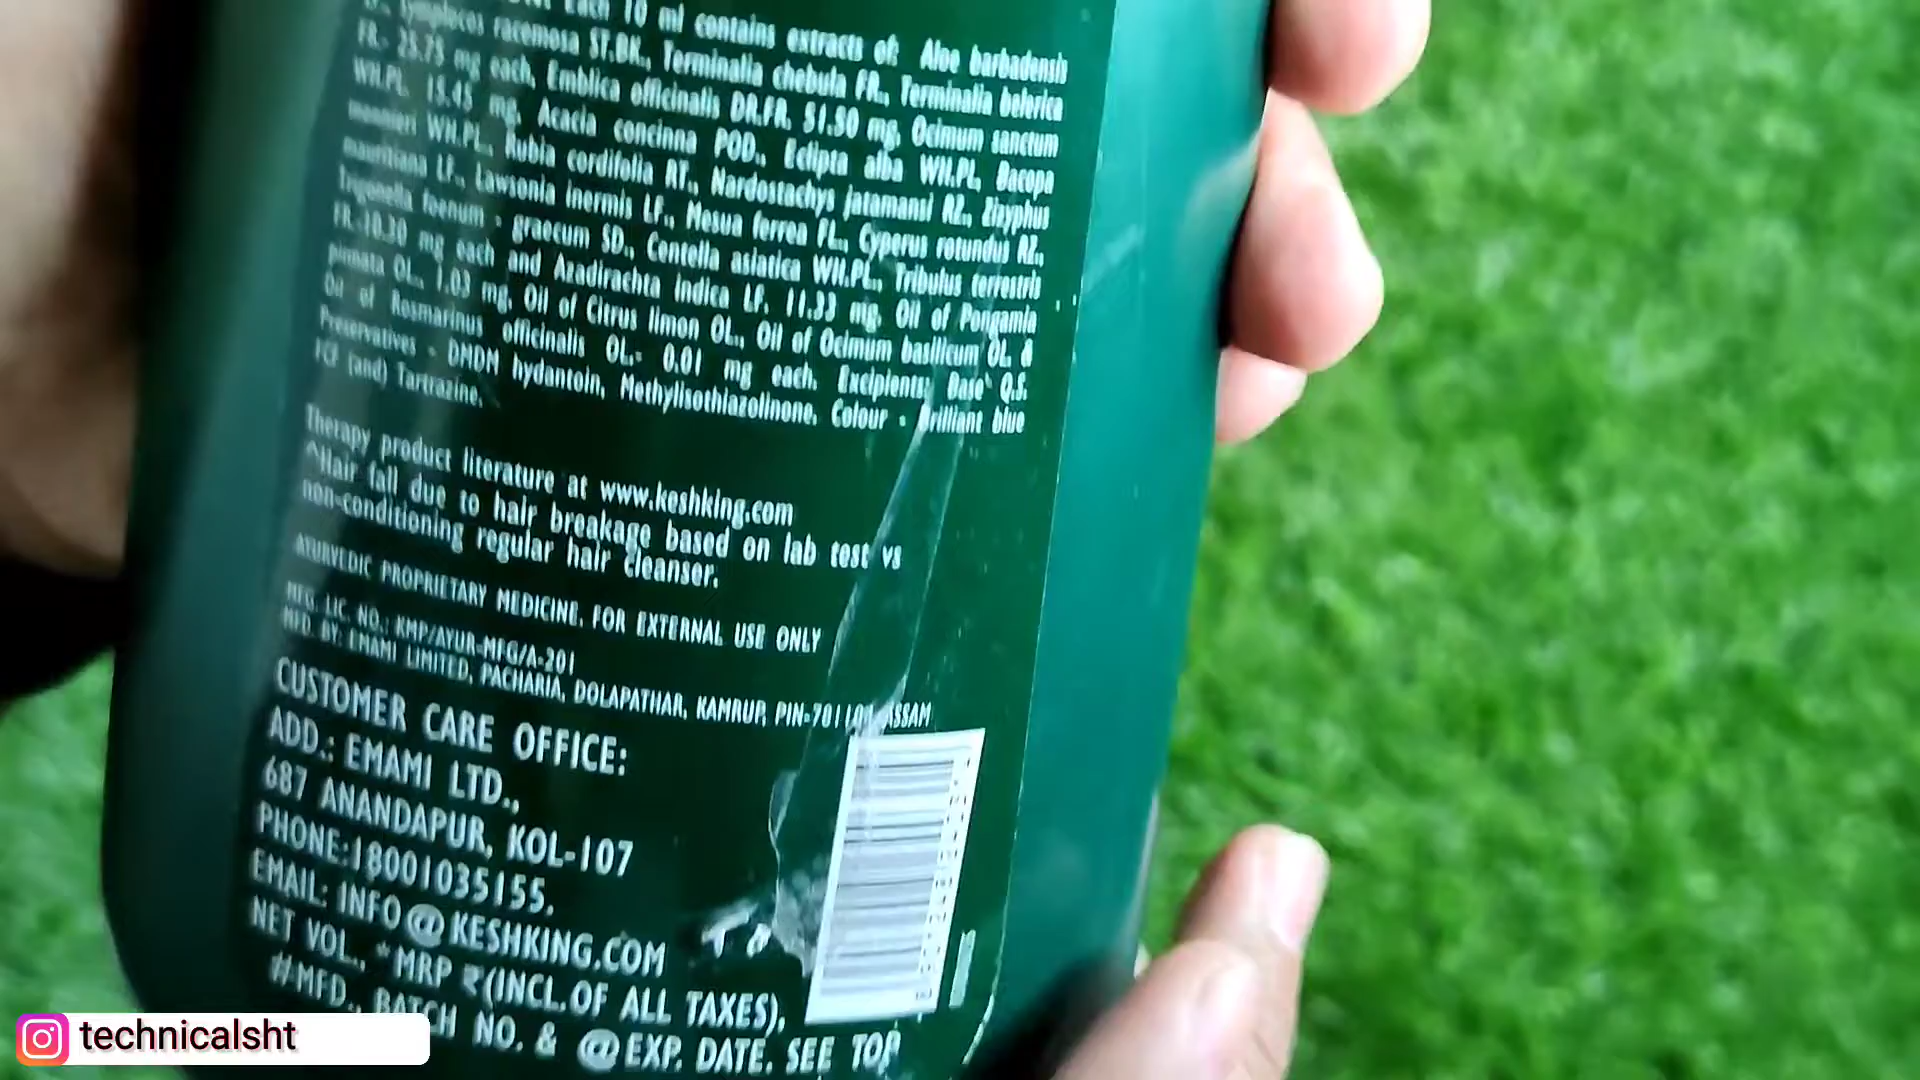 Each 10 ml contains extracts of: Aloe barbadensis
racemosa ST.BK., Terminalia chebula FR., Terminalia belerica
FR.- 25.75 mg each, Emblica officinalis DR.FR. 51.50 mg, Ocimum sanctum
WH.PL. 15.45 mg, Acacia concinna POD., Eclipta alba WH.PL, Bacopa
monnieri WH.PL., Rubia cordifolia RT., Nardostachys jatamansi RZ., Zizyphus
mauritiana LF., Lawsonia inermis LF., Mesua ferrea FL., Cyperus rotundus RZ.,
Trigonella foenum - graecum SD., Centella asiatica WH.PL., Tribulus terrestris
FR.-10.30 mg each and Azadirachta indica LF. 11.33 mg, Oil of Pongamia
pinnata OL., 1.03 mg, Oil of Citrus limon OL., Oil of Ocimum basilicum OL. &
Oil of Rosmarinus officinalis OL.- 0.01 mg each. Excipients: Base Q.S.
Preservatives - DMDM hydantoin, Methylisothiazolinone, Colour - Brilliant blue
FCF (and) Tartrazine.
Therapy product literature at www.keshking.com
^Hair fall due to hair breakage based on lab test vs
non-conditioning regular hair cleanser.
AYURVEDIC PROPRIETARY MEDICINE. FOR EXTERNAL USE ONLY
MFG. LIC. NO.: KMP/AYUR-MFG/A-201
MFD. BY: EMAMI LIMITED, PACHARIA, DOLAPATHAR, KAMRUP, ASSAM
CUSTOMER CARE OFFICE:
ADD.: EMAMI LTD.,
687 ANANDAPUR, KOL-107
PHONE:18001035155.
EMAIL: INFO@KESHKING.COM
NET VOL., *MRP ₹(INCL.OF ALL TAXES),
#MFD., BATCH NO. & @EXP. DATE. SEE TOP
technicalsht